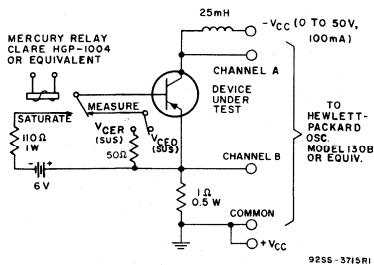 25mH
-VCC (0 TO 50V,
100mA)
MERCURY RELAY
CLARE HGP-1004
OR EQUIVALENT
CHANNEL A
DEVICE
UNDER
TEST
SATURATE
MEASURE
VCER
(SUS)
VCEO
(SUS)
50Ω
110Ω
1W
- +
6V
CHANNEL B
1Ω
0.5 W
COMMON
+VCC
TO
HEWLETT-
PACKARD
OSC.
MODEL 130B
OR EQUIV.
92SS-3715RI